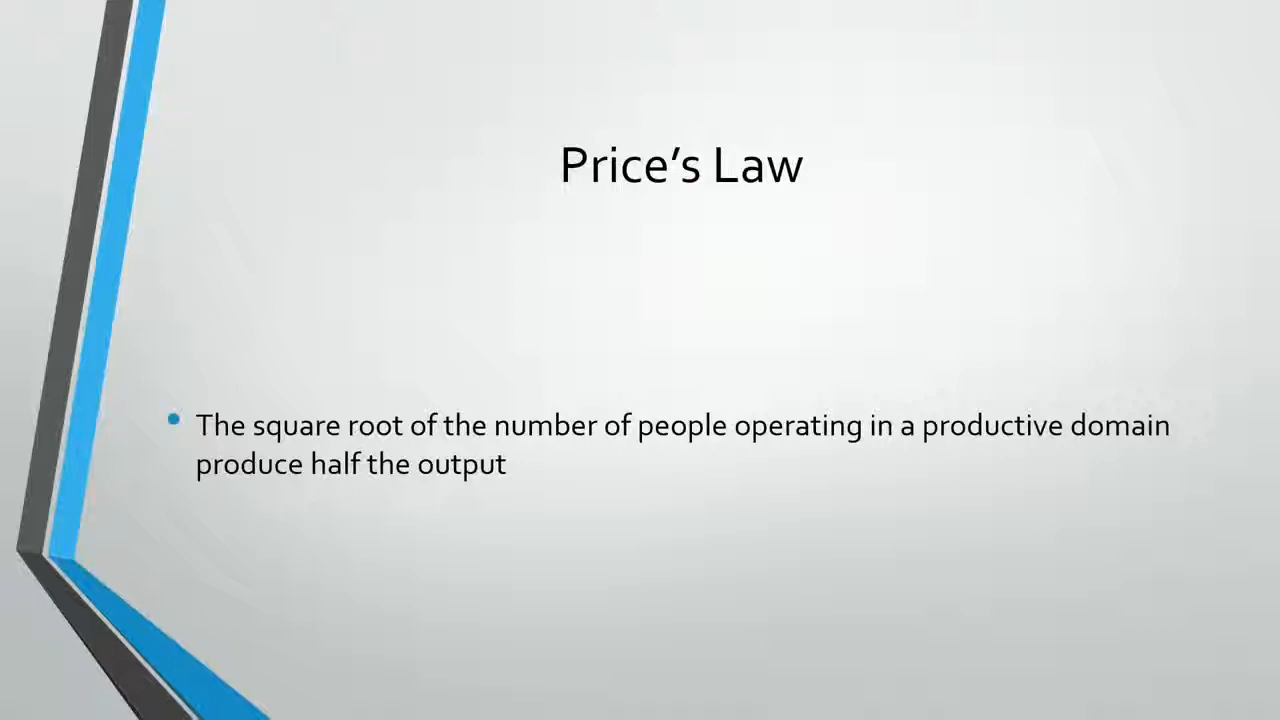 Price’s Law
• The square root of the number of people operating in a productive domain
produce half the output